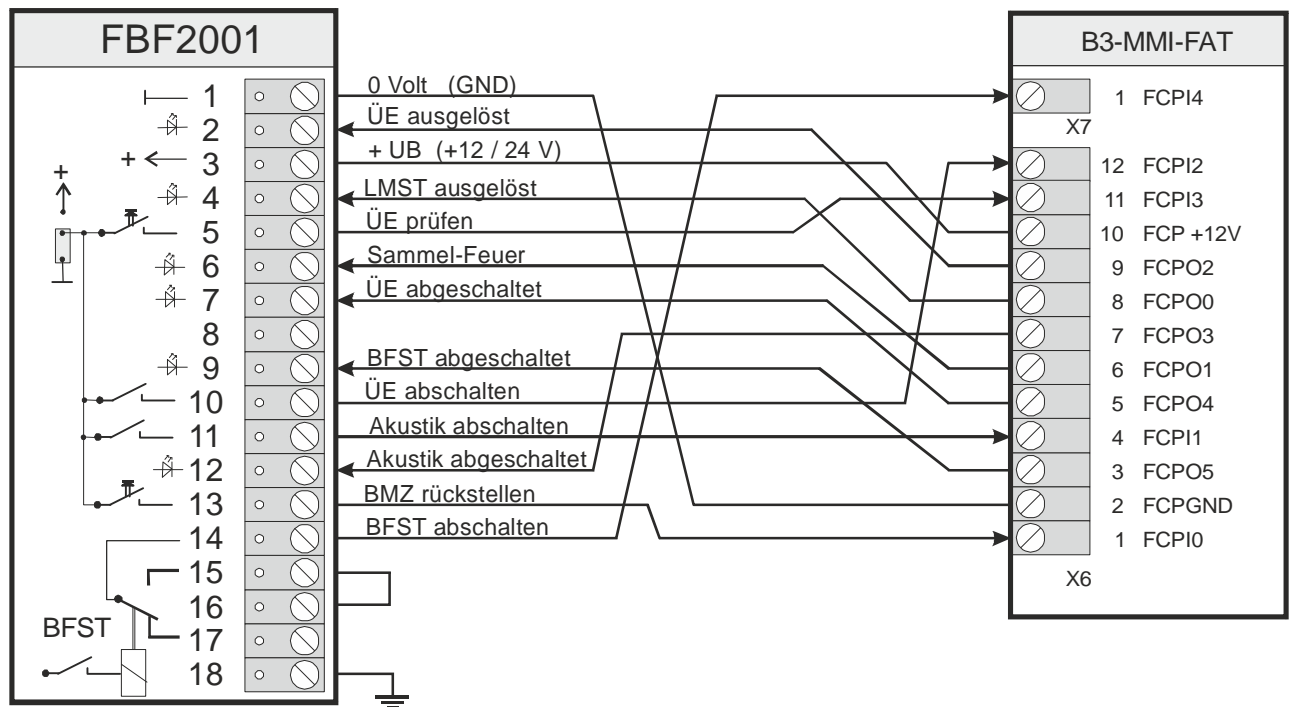 FBF2001
B3-MMI-FAT
1 0 Volt (GND)
2 ÜE ausgelöst
+ 3 + UB (+12 / 24 V)
+
4 LMST ausgelöst
5 ÜE prüfen
6 Sammel-Feuer
7 ÜE abgeschaltet
8
9 BFST abgeschaltet
10 ÜE abschalten
11 Akustik abschalten
12 Akustik abgeschaltet
13 BMZ rückstellen
14 BFST abschalten
15
16
17
BFST
18
1 FCPI4
X7
12 FCPI2
11 FCPI3
10 FCP +12V
9 FCPO2
8 FCPO0
7 FCPO3
6 FCPO1
5 FCPO4
4 FCPI1
3 FCPO5
2 FCPGND
1 FCPI0
X6